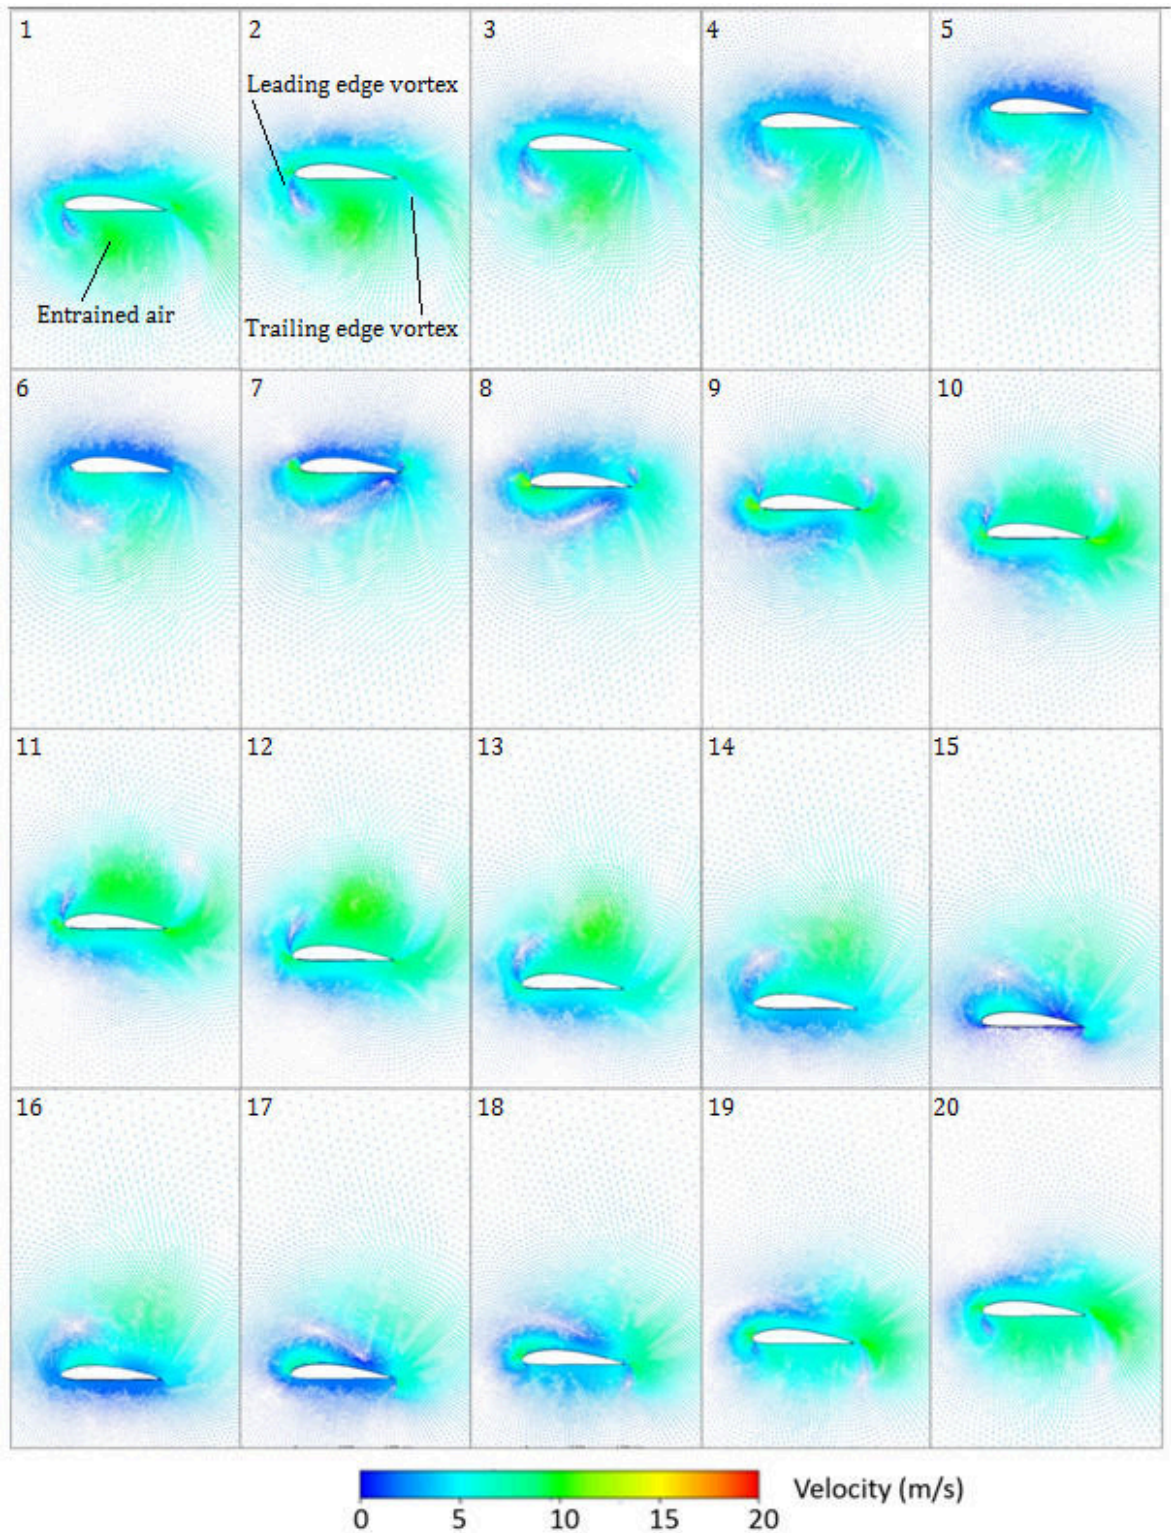 1 2 3 4 5
Leading edge vortex
Entrained air
Trailing edge vortex
6 7 8 9 10
11 12 13 14 15
16 17 18 19 20
Velocity (m/s)
0 5 10 15 20